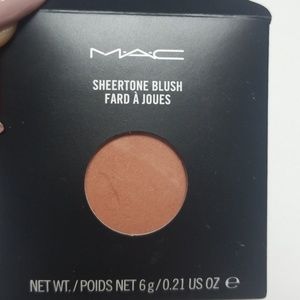 MAC
SHEERTONE BLUSH
FARD À JOUES
NET WT./POIDS NET 6 g/0.21 US OZ ℮